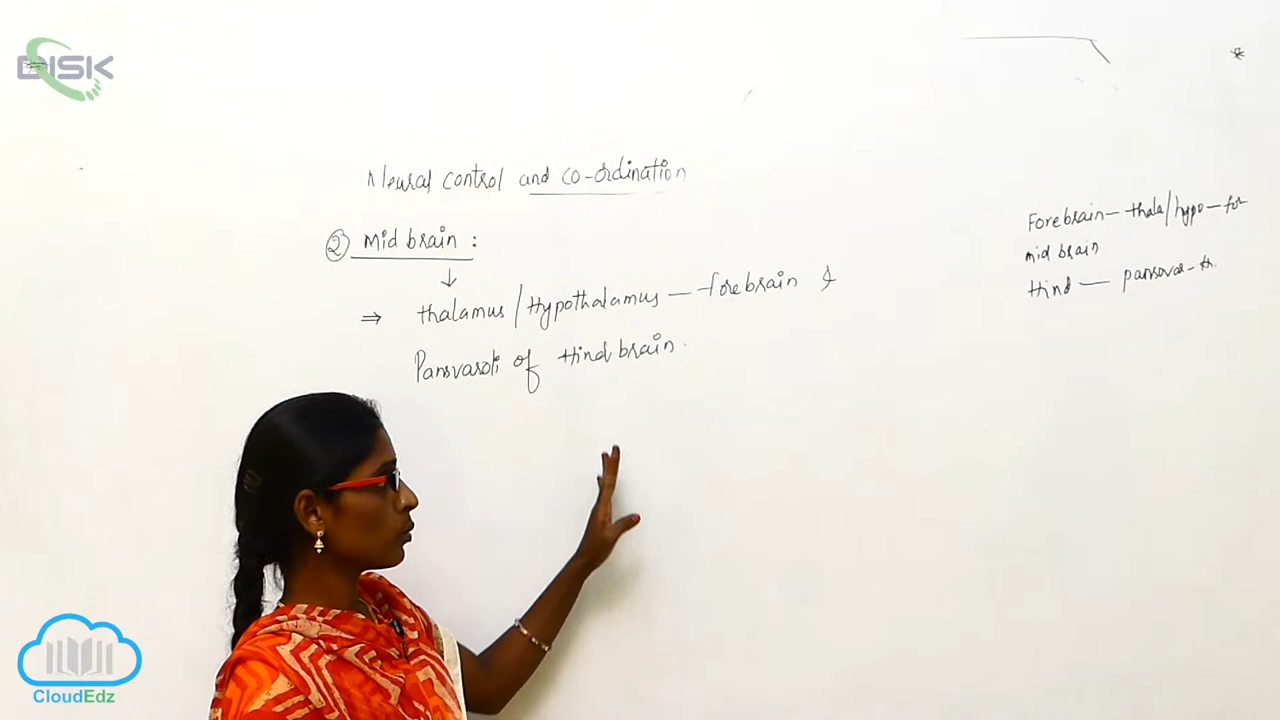 DISK
Neural control and co-ordination
② Mid brain :
↓
⇒ thalamus / Hypothalamus — forebrain &
Pansvaroli of Hind brain.
Forebrain – thala/hypo – for
mid brain
Hind — pansvar - th.
CloudEdz